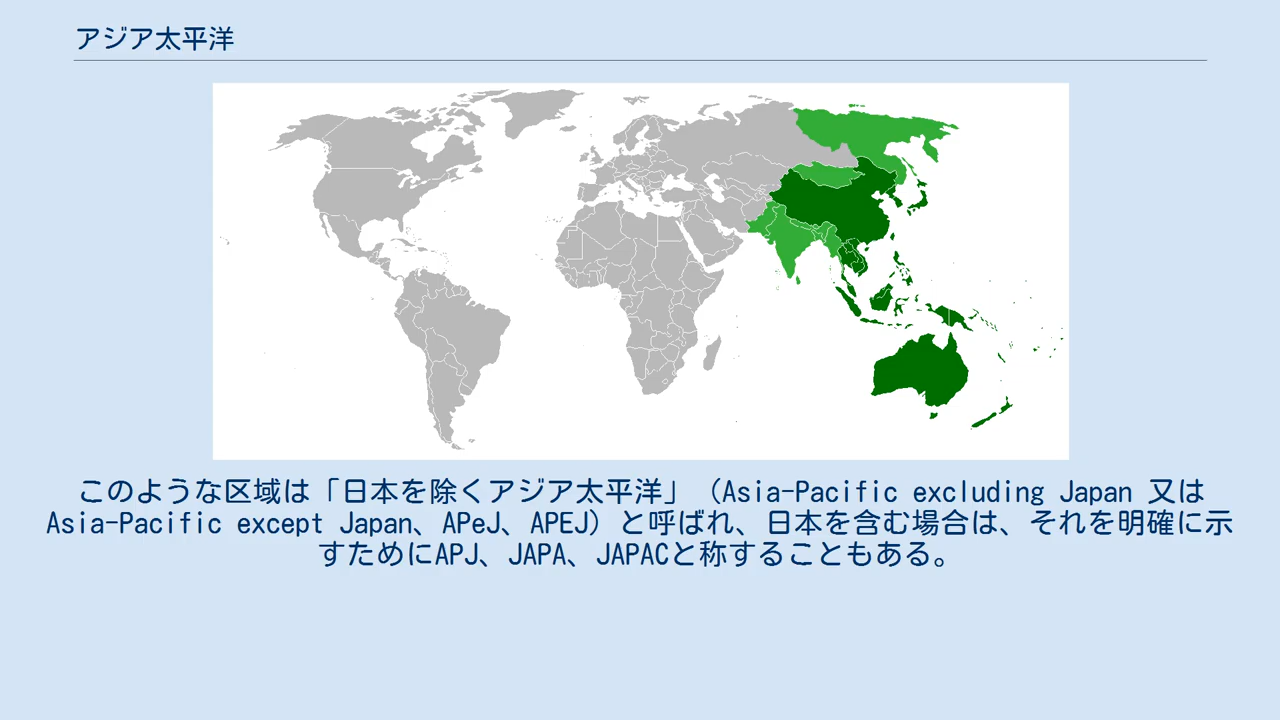 アジア太平洋
このような区域は「日本を除くアジア太平洋」（Asia-Pacific excluding Japan 又は
Asia-Pacific except Japan、APeJ、APEJ）と呼ばれ、日本を含む場合は、それを明確に示
すためにAPJ、JAPA、JAPACと称することもある。